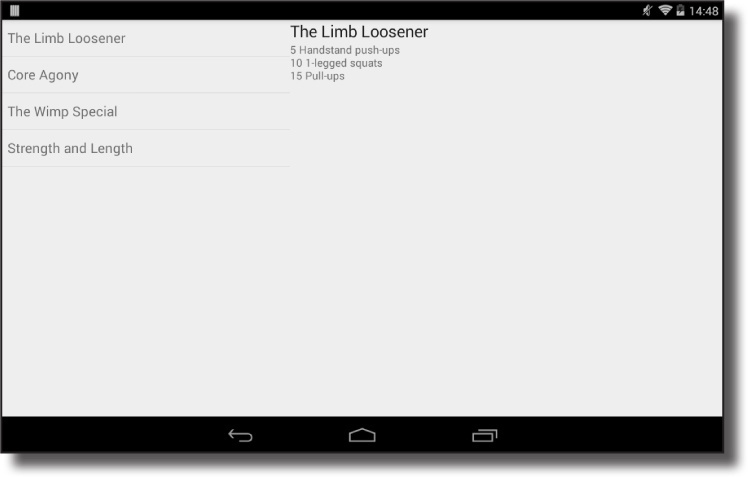 14:48
The Limb Loosener
Core Agony
The Wimp Special
Strength and Length
The Limb Loosener
5 Handstand push-ups
10 1-legged squats
15 Pull-ups